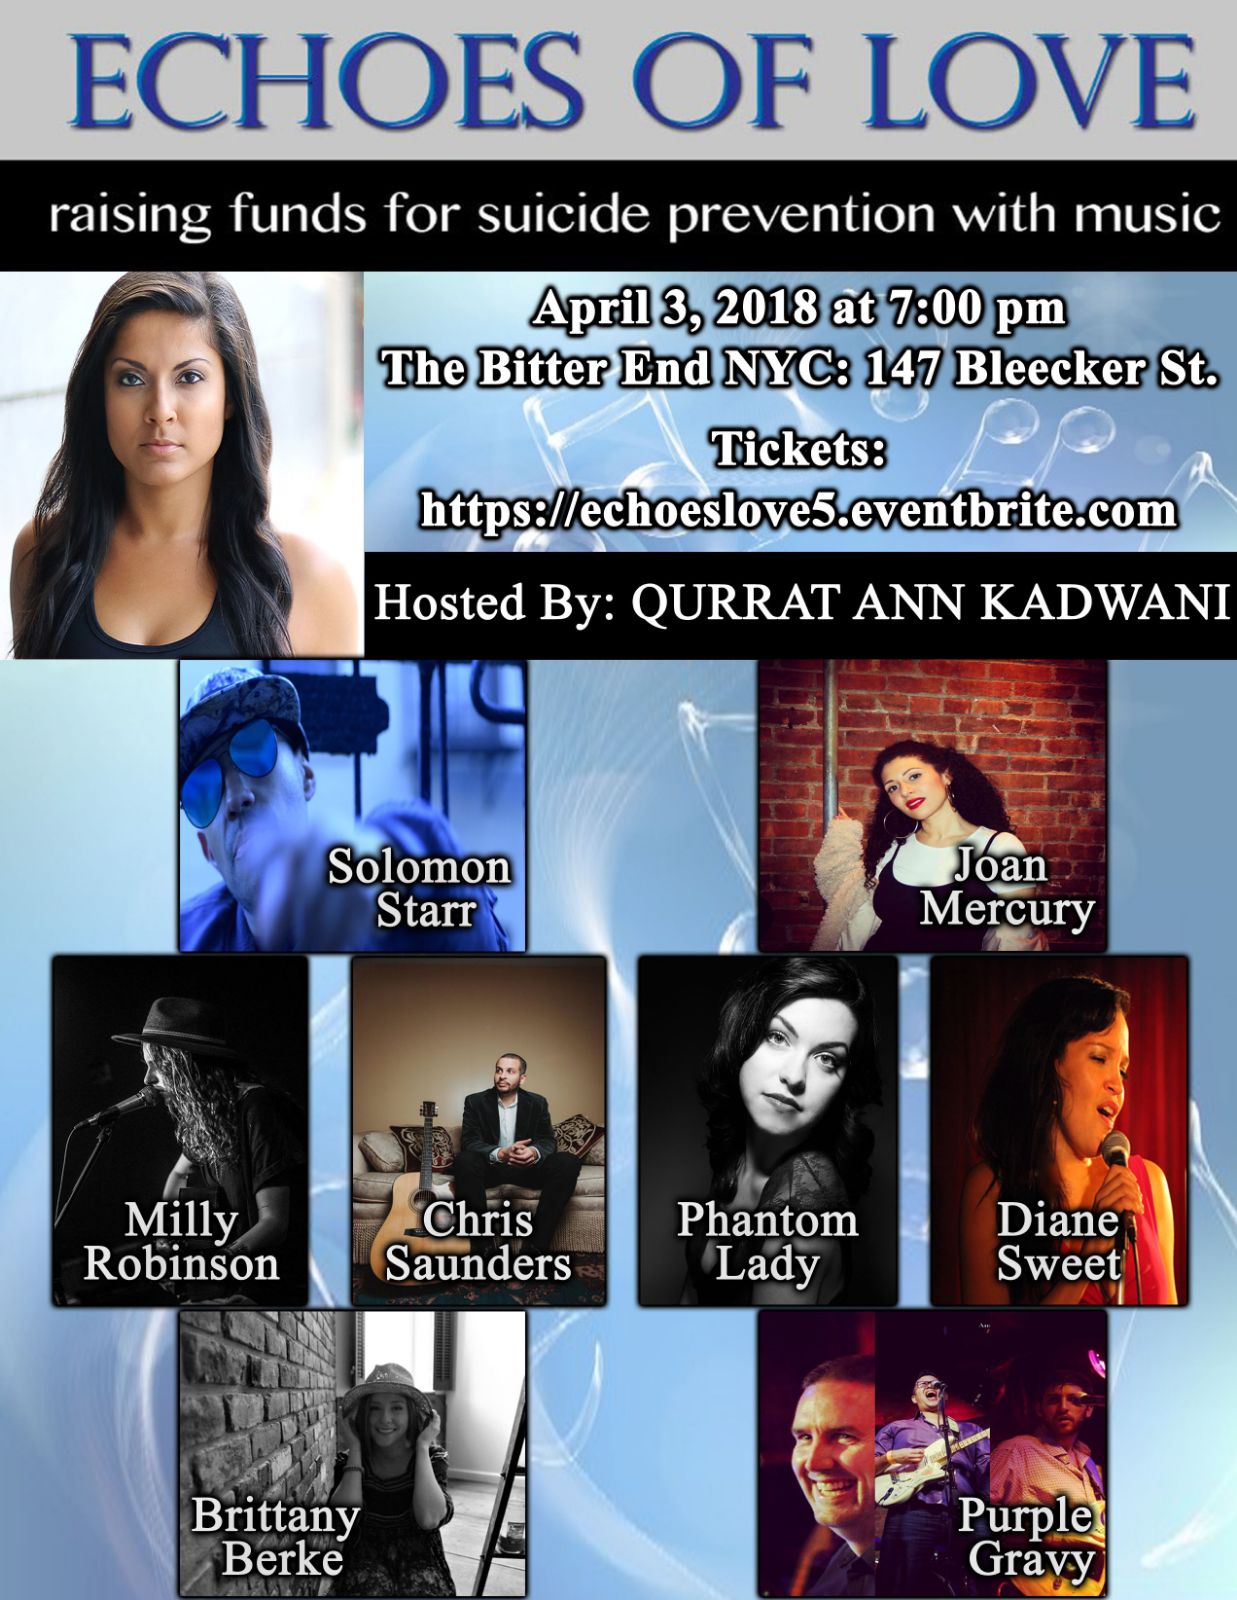 ECHOES OF LOVE
raising funds for suicide prevention with music
April 3, 2018 at 7:00 pm
The Bitter End NYC: 147 Bleecker St.
Tickets:
https://echoeslove5.eventbrite.com
Hosted By: QURRAT ANN KADWANI
Solomon
Starr
Joan
Mercury
Milly
Robinson
Chris
Saunders
Phantom
Lady
Diane
Sweet
Brittany
Berke
Purple
Gravy